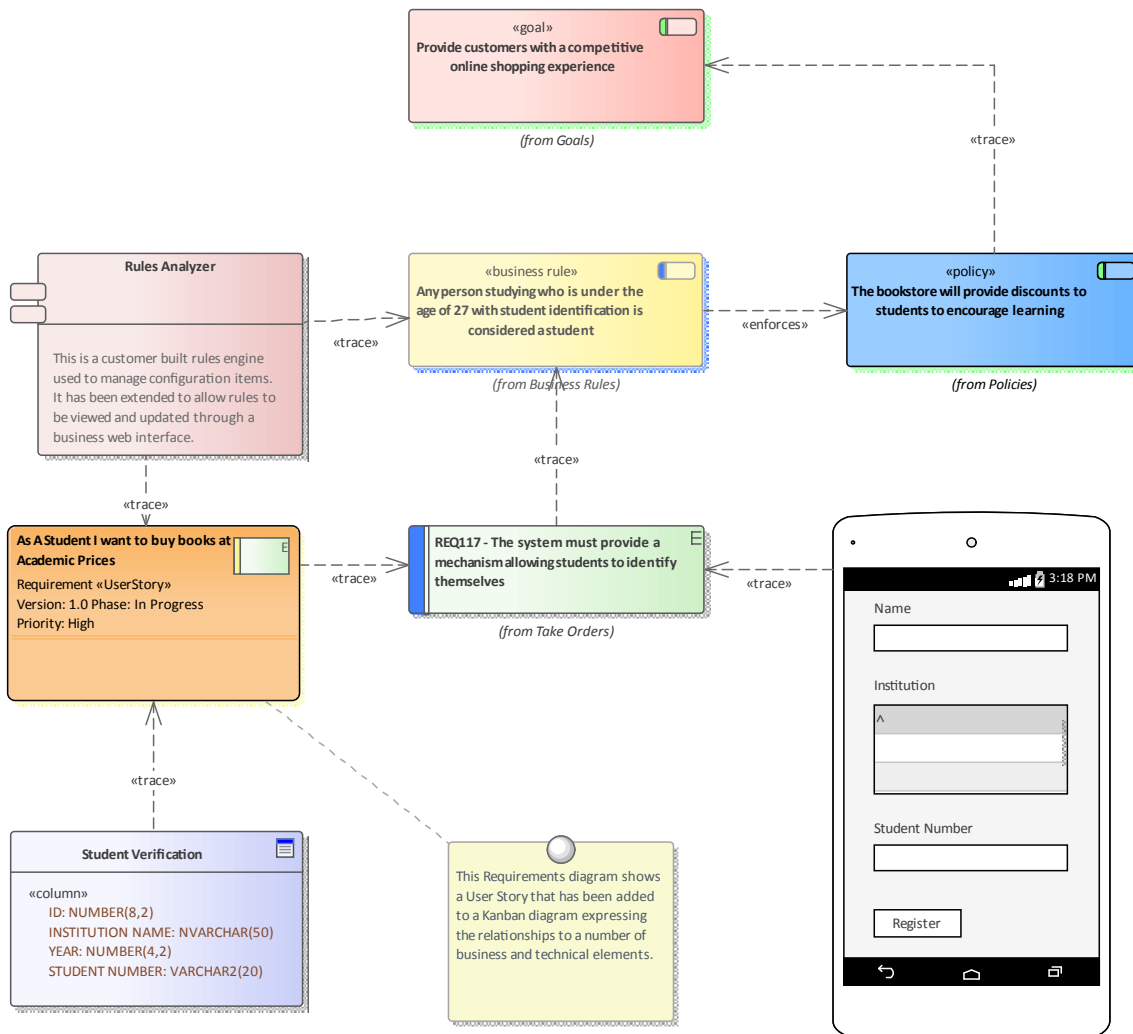 «goal»
Provide customers with a competitive
online shopping experience
(from Goals)
«trace»
Rules Analyzer
This is a customer built rules engine
used to manage configuration items.
It has been extended to allow rules to
be viewed and updated through a
business web interface.
«trace»
«business rule»
Any person studying who is under the
age of 27 with student identification is
considered a student
(from Business Rules)
«enforces»
«policy»
The bookstore will provide discounts to
students to encourage learning
(from Policies)
«trace»
«trace»
As A Student I want to buy books at
Academic Prices
Requirement «UserStory»
Version: 1.0 Phase: In Progress
Priority: High
E
«trace»
REQ117 - The system must provide a
mechanism allowing students to identify
themselves
E
(from Take Orders)
«trace»
3:18 PM
Name
Institution
^
Student Number
Register
«trace»
Student Verification
«column»
ID: NUMBER(8,2)
INSTITUTION NAME: NVARCHAR(50)
YEAR: NUMBER(4,2)
STUDENT NUMBER: VARCHAR2(20)
This Requirements diagram shows
a User Story that has been added
to a Kanban diagram expressing
the relationships to a number of
business and technical elements.